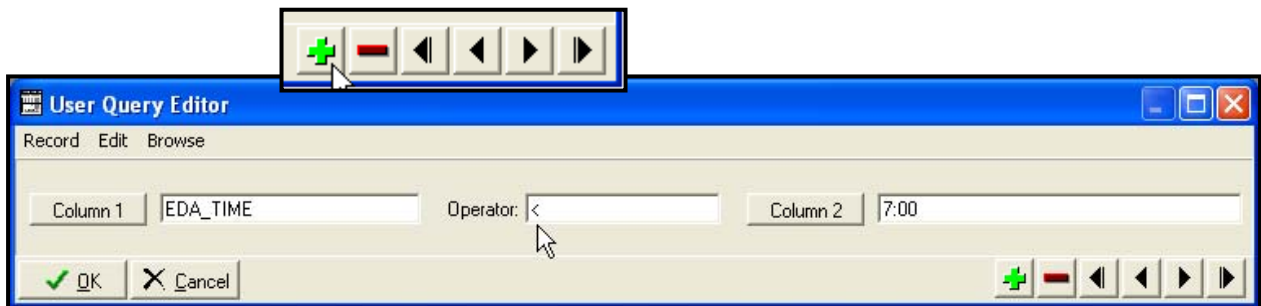 User Query Editor
Record Edit Browse
Column 1 EDA_TIME Operator: < Column 2 7:00
OK Cancel